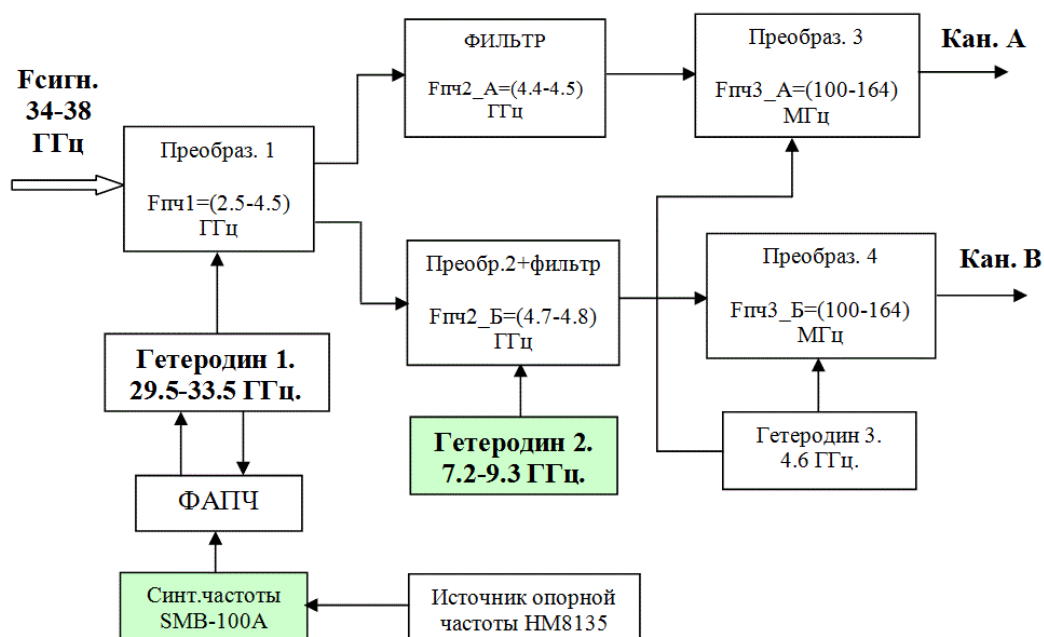 Fсигн.
34-38
ГГц
Преобраз. 1
Fпч1=(2.5-4.5)
ГГц
ФИЛЬТР
Fпч2_А=(4.4-4.5)
ГГц
Преобраз. 3
Fпч3_А=(100-164)
МГц
Кан. А
Преобр.2+фильтр
Fпч2_Б=(4.7-4.8)
ГГц
Преобраз. 4
Fпч3_Б=(100-164)
МГц
Кан. В
Гетеродин 1.
29.5-33.5 ГГц.
Гетеродин 2.
7.2-9.3 ГГц.
Гетеродин 3.
4.6 ГГц.
ФАПЧ
Синт.частоты
SMB-100A
Источник опорной
частоты HM8135